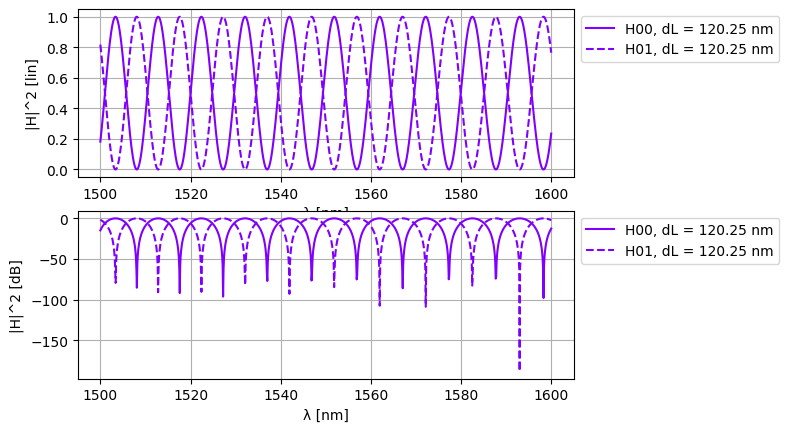 |H|^2 [lin]
1.0
0.8
0.6
0.4
0.2
0.0
1500
1520
1540
1560
1580
1600
λ [nm]
H00, dL = 120.25 nm
H01, dL = 120.25 nm
|H|^2 [dB]
0
−50
−100
−150
1500
1520
1540
1560
1580
1600
λ [nm]
H00, dL = 120.25 nm
H01, dL = 120.25 nm